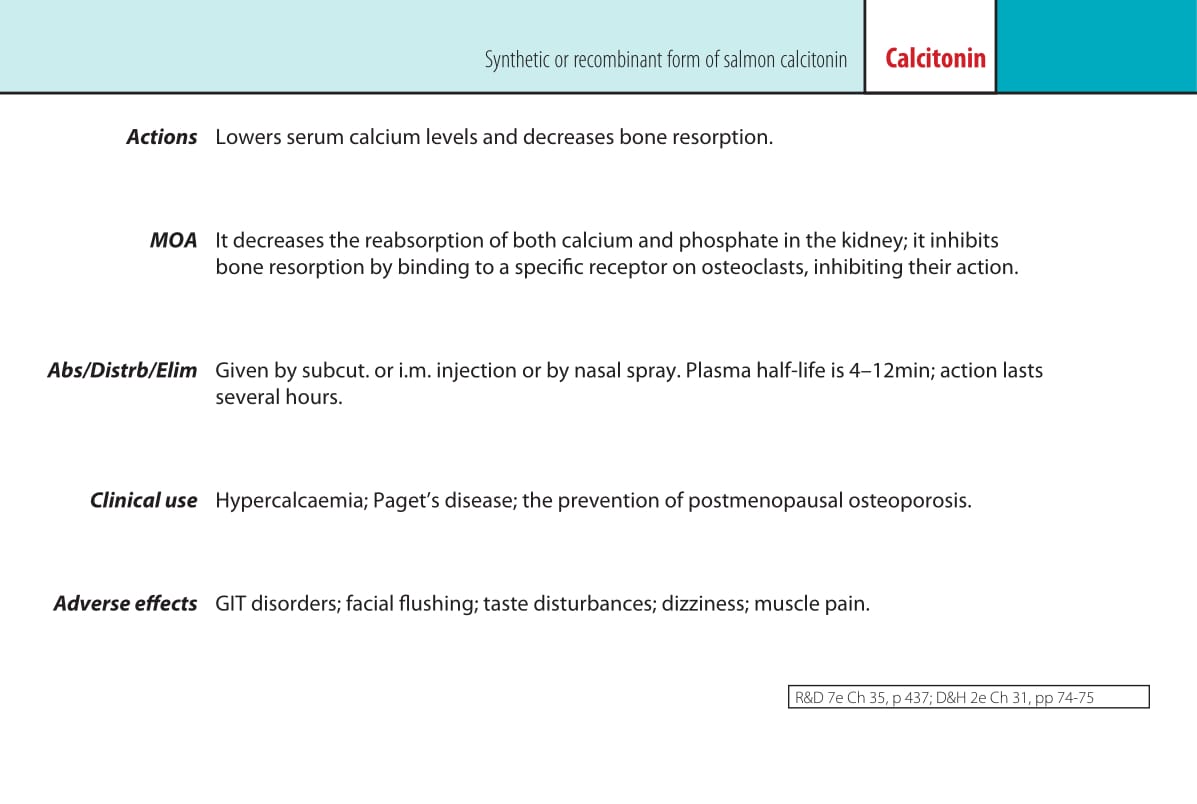 Synthetic or recombinant form of salmon calcitonin Calcitonin
Actions Lowers serum calcium levels and decreases bone resorption.
MOA It decreases the reabsorption of both calcium and phosphate in the kidney; it inhibits
bone resorption by binding to a specific receptor on osteoclasts, inhibiting their action.
Abs/Distrb/Elim Given by subcut. or i.m. injection or by nasal spray. Plasma half-life is 4–12min; action lasts
several hours.
Clinical use Hypercalcaemia; Paget’s disease; the prevention of postmenopausal osteoporosis.
Adverse effects GIT disorders; facial flushing; taste disturbances; dizziness; muscle pain.
R&D 7e Ch 35, p 437; D&H 2e Ch 31, pp 74-75